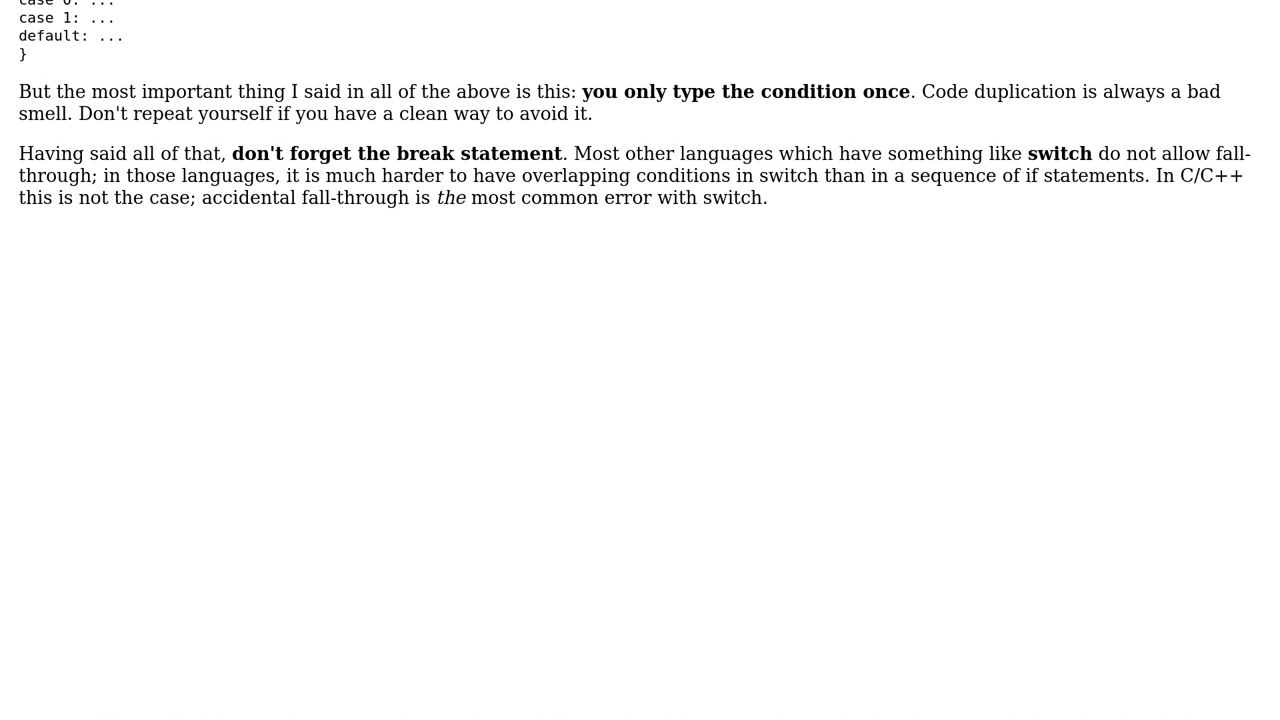 case 0: ...
case 1: ...
default: ...
}
But the most important thing I said in all of the above is this: you only type the condition once. Code duplication is always a bad
smell. Don't repeat yourself if you have a clean way to avoid it.
Having said all of that, don't forget the break statement. Most other languages which have something like switch do not allow fall-
through; in those languages, it is much harder to have overlapping conditions in switch than in a sequence of if statements. In C/C++
this is not the case; accidental fall-through is the most common error with switch.